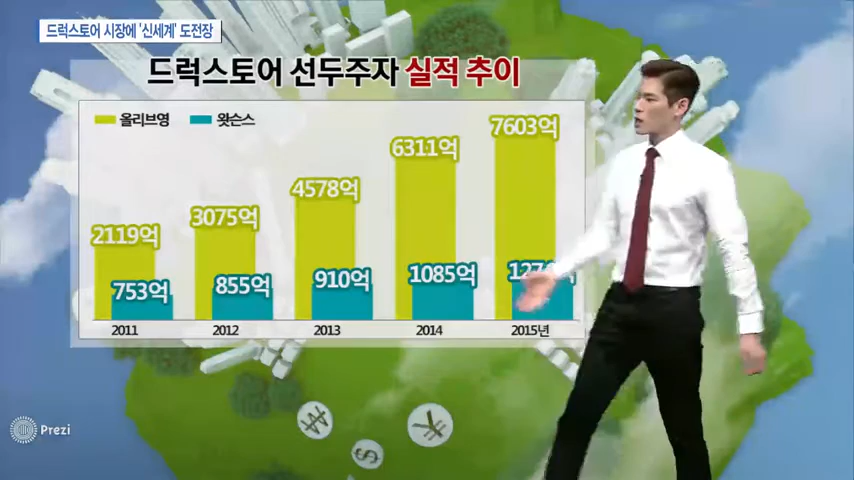 드럭스토어 시장에 '신세계' 도전장
드럭스토어 선두주자 실적 추이
올리브영 왓슨스
7603억
6311억
4578억
3075억
2119억
1085억
910억
855억
753억
2011 2012 2013 2014 2015년
₩ $ ¥
Prezi